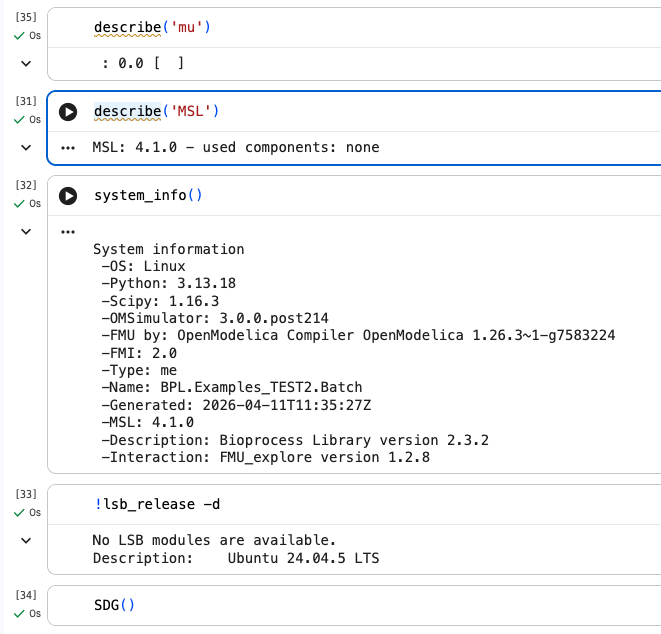 [35]
describe('mu')
0s
: 0.0 [  ]
[31]
describe('MSL')
0s
MSL: 4.1.0 – used components: none
[32]
system_info()
0s
System information
–OS: Linux
–Python: 3.13.18
–Scipy: 1.16.3
–OMSimulator: 3.0.0.post214
–FMU by: OpenModelica Compiler OpenModelica 1.26.3~1-g7583224
–FMI: 2.0
–Type: me
–Name: BPL.Examples_TEST2.Batch
–Generated: 2026-04-11T11:35:27Z
–MSL: 4.1.0
–Description: Bioprocess Library version 2.3.2
–Interaction: FMU_explore version 1.2.8
[33]
!lsb_release –d
0s
No LSB modules are available.
Description:    Ubuntu 24.04.5 LTS
[34]
SDG()
0s